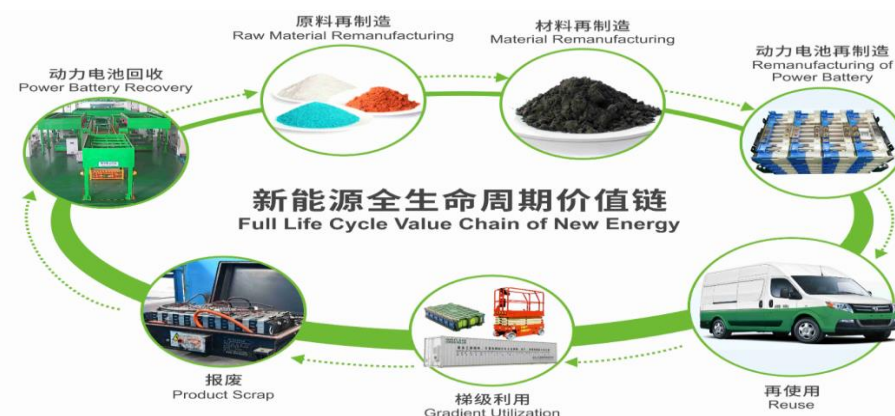 原料再制造
Raw Material Remanufacturing
材料再制造
Material Remanufacturing
动力电池再制造
Remanufacturing of
Power Battery
动力电池回收
Power Battery Recovery
新能源全生命周期价值链
Full Life Cycle Value Chain of New Energy
报废
Product Scrap
梯级利用
Gradient Utilization
再使用
Reuse